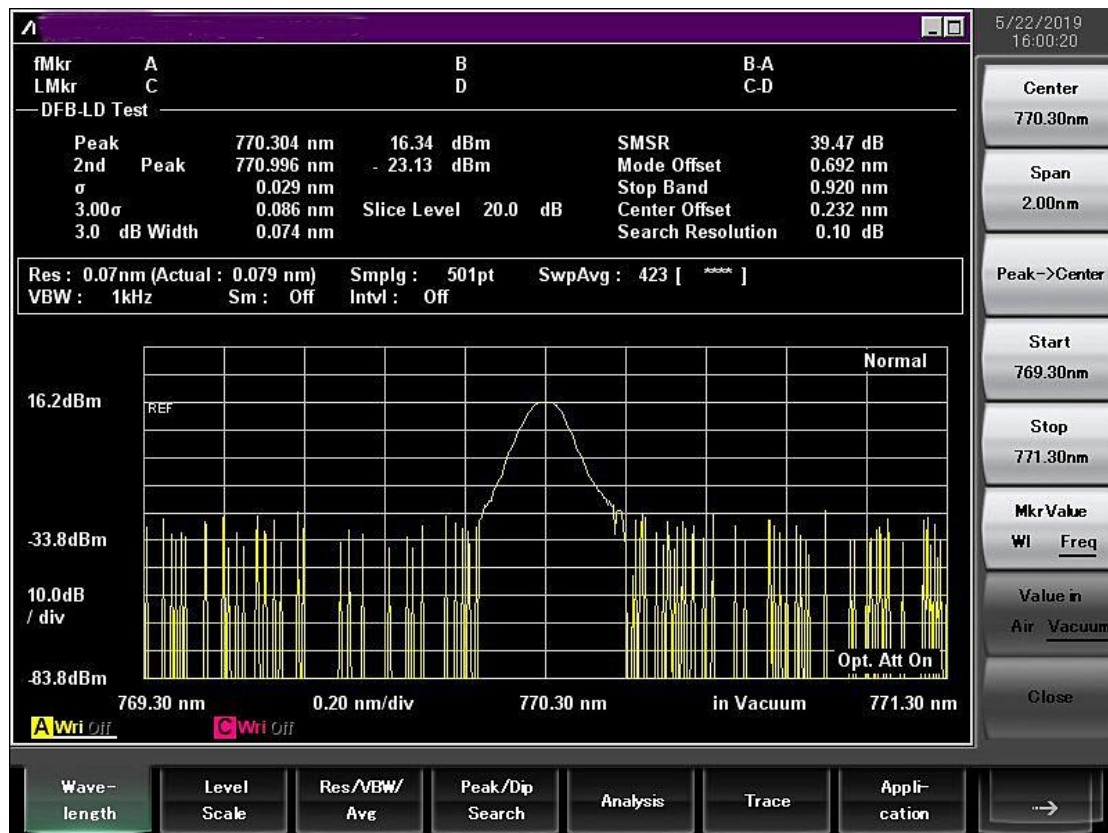 5/22/2019
16:00:20
fMkr A B B-A
LMkr C D C-D
DFB-LD Test
Peak 770.304 nm 16.34 dBm SMSR 39.47 dB
2nd Peak 770.996 nm - 23.13 dBm Mode Offset 0.692 nm
σ 0.029 nm Stop Band 0.920 nm
3.00σ 0.086 nm Slice Level 20.0 dB Center Offset 0.232 nm
3.0 dB Width 0.074 nm Search Resolution 0.10 dB
Res : 0.07nm (Actual : 0.079 nm) Smplg : 501pt SwpAvg : 423 [ **** ]
VBW : 1kHz Sm : Off Intvl : Off
Normal
16.2dBm
REF
-33.8dBm
10.0dB
/ div
Opt. Att On
-83.8dBm
769.30 nm 0.20 nm/div 770.30 nm in Vacuum 771.30 nm
A Wri Off C Wri Off
Center
770.30nm
Span
2.00nm
Peak->Center
Start
769.30nm
Stop
771.30nm
MkrValue
Wl Freq
Value in
Air Vacuum
Close
Wave-
length
Level
Scale
Res/VBW/
Avg
Peak/Dip
Search
Analysis
Trace
Appli-
cation